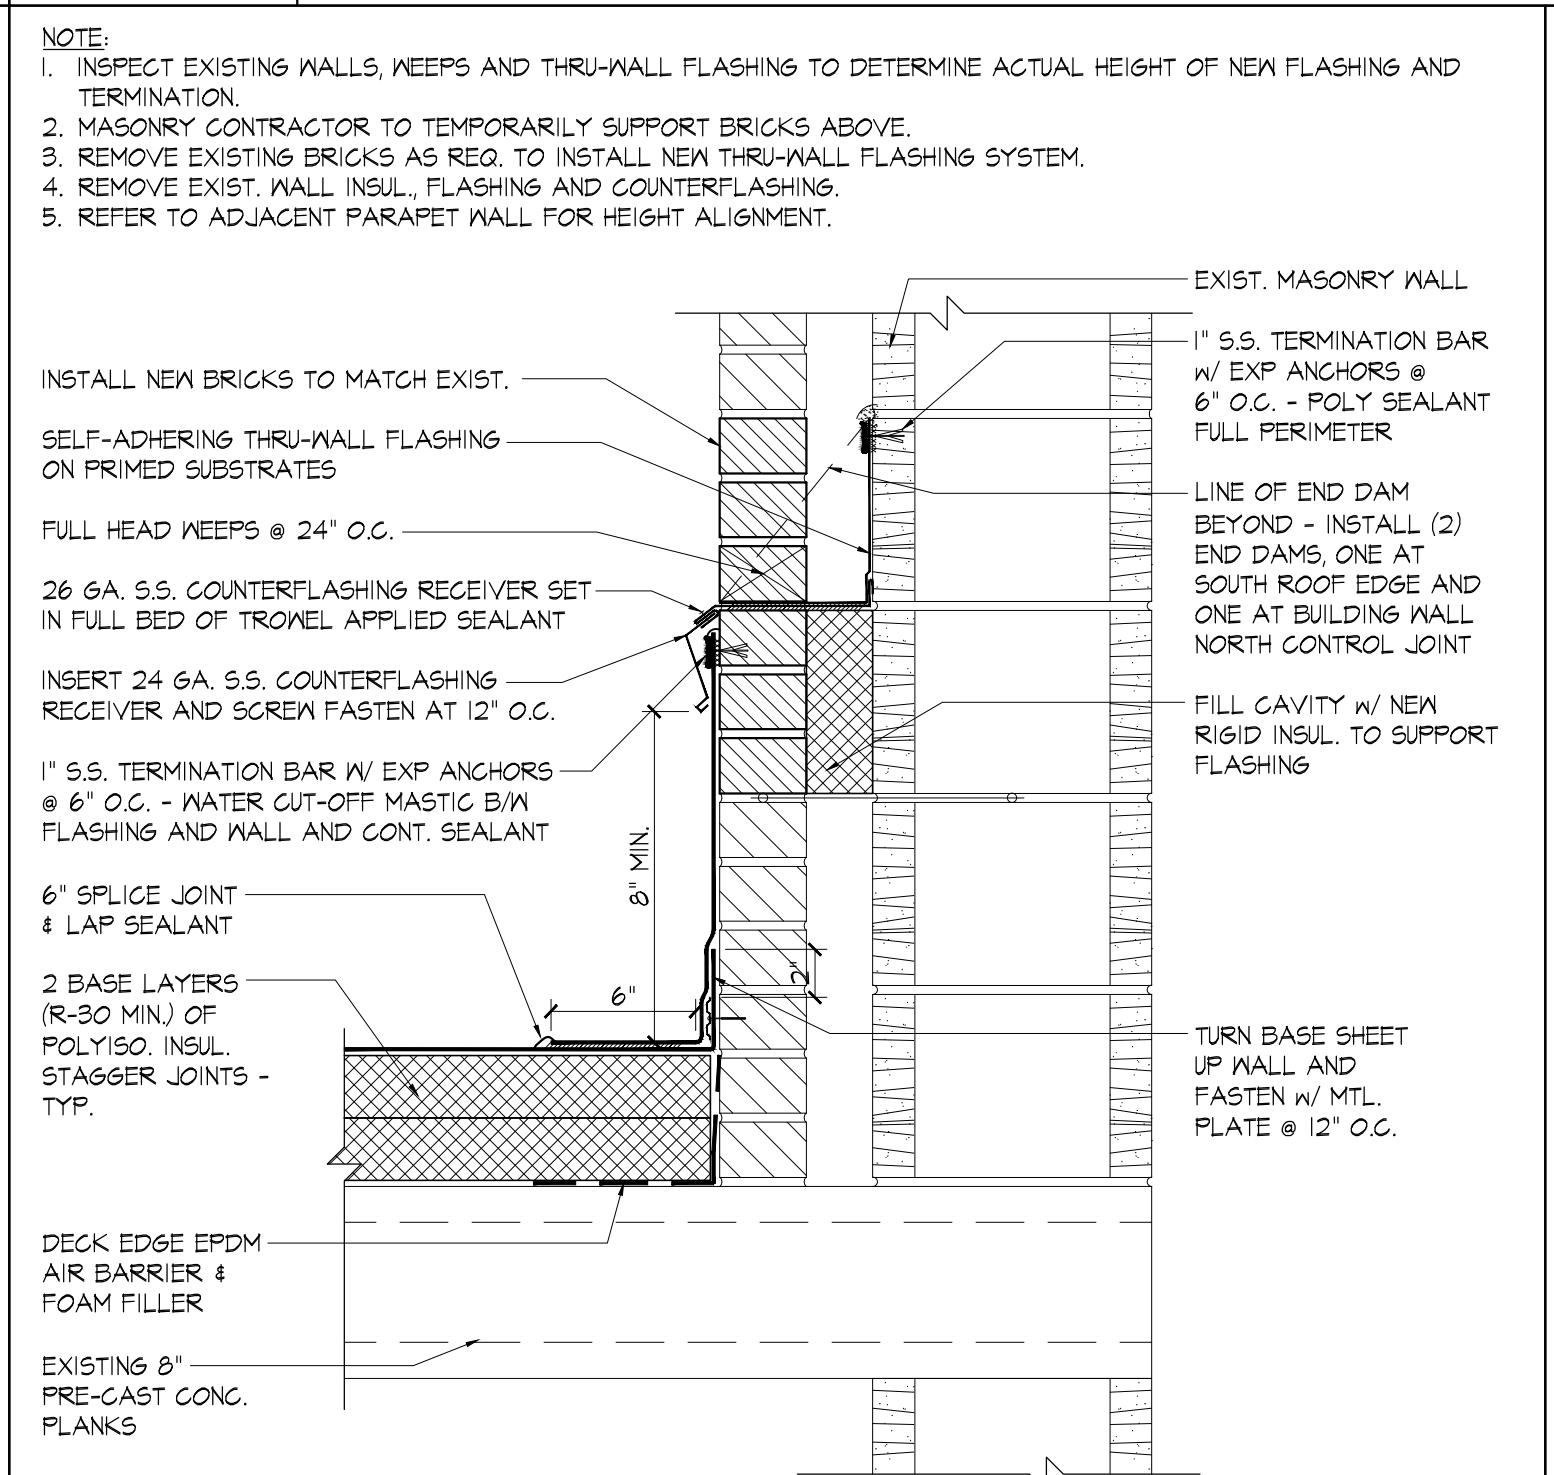 NOTE:
1. INSPECT EXISTING WALLS, WEEPS AND THRU-WALL FLASHING TO DETERMINE ACTUAL HEIGHT OF NEW FLASHING AND
TERMINATION.
2. MASONRY CONTRACTOR TO TEMPORARILY SUPPORT BRICKS ABOVE.
3. REMOVE EXISTING BRICKS AS REQ. TO INSTALL NEW THRU-WALL FLASHING SYSTEM.
4. REMOVE EXIST. WALL INSUL., FLASHING AND COUNTERFLASHING.
5. REFER TO ADJACENT PARAPET WALL FOR HEIGHT ALIGNMENT.
INSTALL NEW BRICKS TO MATCH EXIST.
SELF-ADHERING THRU-WALL FLASHING
ON PRIMED SUBSTRATES
FULL HEAD WEEPS @ 24" O.C.
26 GA. S.S. COUNTERFLASHING RECEIVER SET
IN FULL BED OF TROWEL APPLIED SEALANT
INSERT 24 GA. S.S. COUNTERFLASHING
RECEIVER AND SCREW FASTEN AT 12" O.C.
1" S.S. TERMINATION BAR W/ EXP ANCHORS
@ 6" O.C. - WATER CUT-OFF MASTIC B/W
FLASHING AND WALL AND CONT. SEALANT
6" SPLICE JOINT
& LAP SEALANT
2 BASE LAYERS
(R-30 MIN.) OF
POLYISO. INSUL.
STAGGER JOINTS -
TYP.
DECK EDGE EPDM
AIR BARRIER &
FOAM FILLER
EXISTING 8"
PRE-CAST CONC.
PLANKS
8" MIN.
6"
2"
EXIST. MASONRY WALL
1" S.S. TERMINATION BAR
w/ EXP ANCHORS @
6" O.C. - POLY SEALANT
FULL PERIMETER
LINE OF END DAM
BEYOND - INSTALL (2)
END DAMS, ONE AT
SOUTH ROOF EDGE AND
ONE AT BUILDING WALL
NORTH CONTROL JOINT
FILL CAVITY w/ NEW
RIGID INSUL. TO SUPPORT
FLASHING
TURN BASE SHEET
UP WALL AND
FASTEN w/ MTL.
PLATE @ 12" O.C.